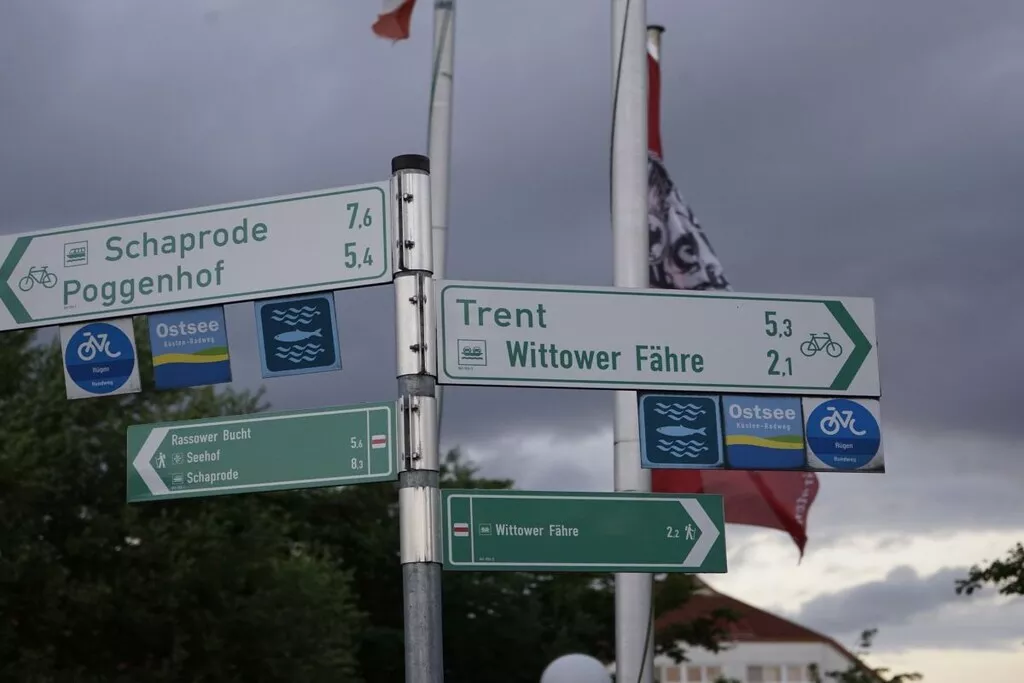 Schaprode 7,6
Poggenhof 5,4
Rügen
Rundweg
Ostsee
Küsten-Radweg
Trent 5,3
Wittower Fähre 2,1
Ostsee
Küsten-Radweg
Rügen
Rundweg
Rassower Bucht
Seehof 5,6
Schaprode 8,3
Wittower Fähre 2,2